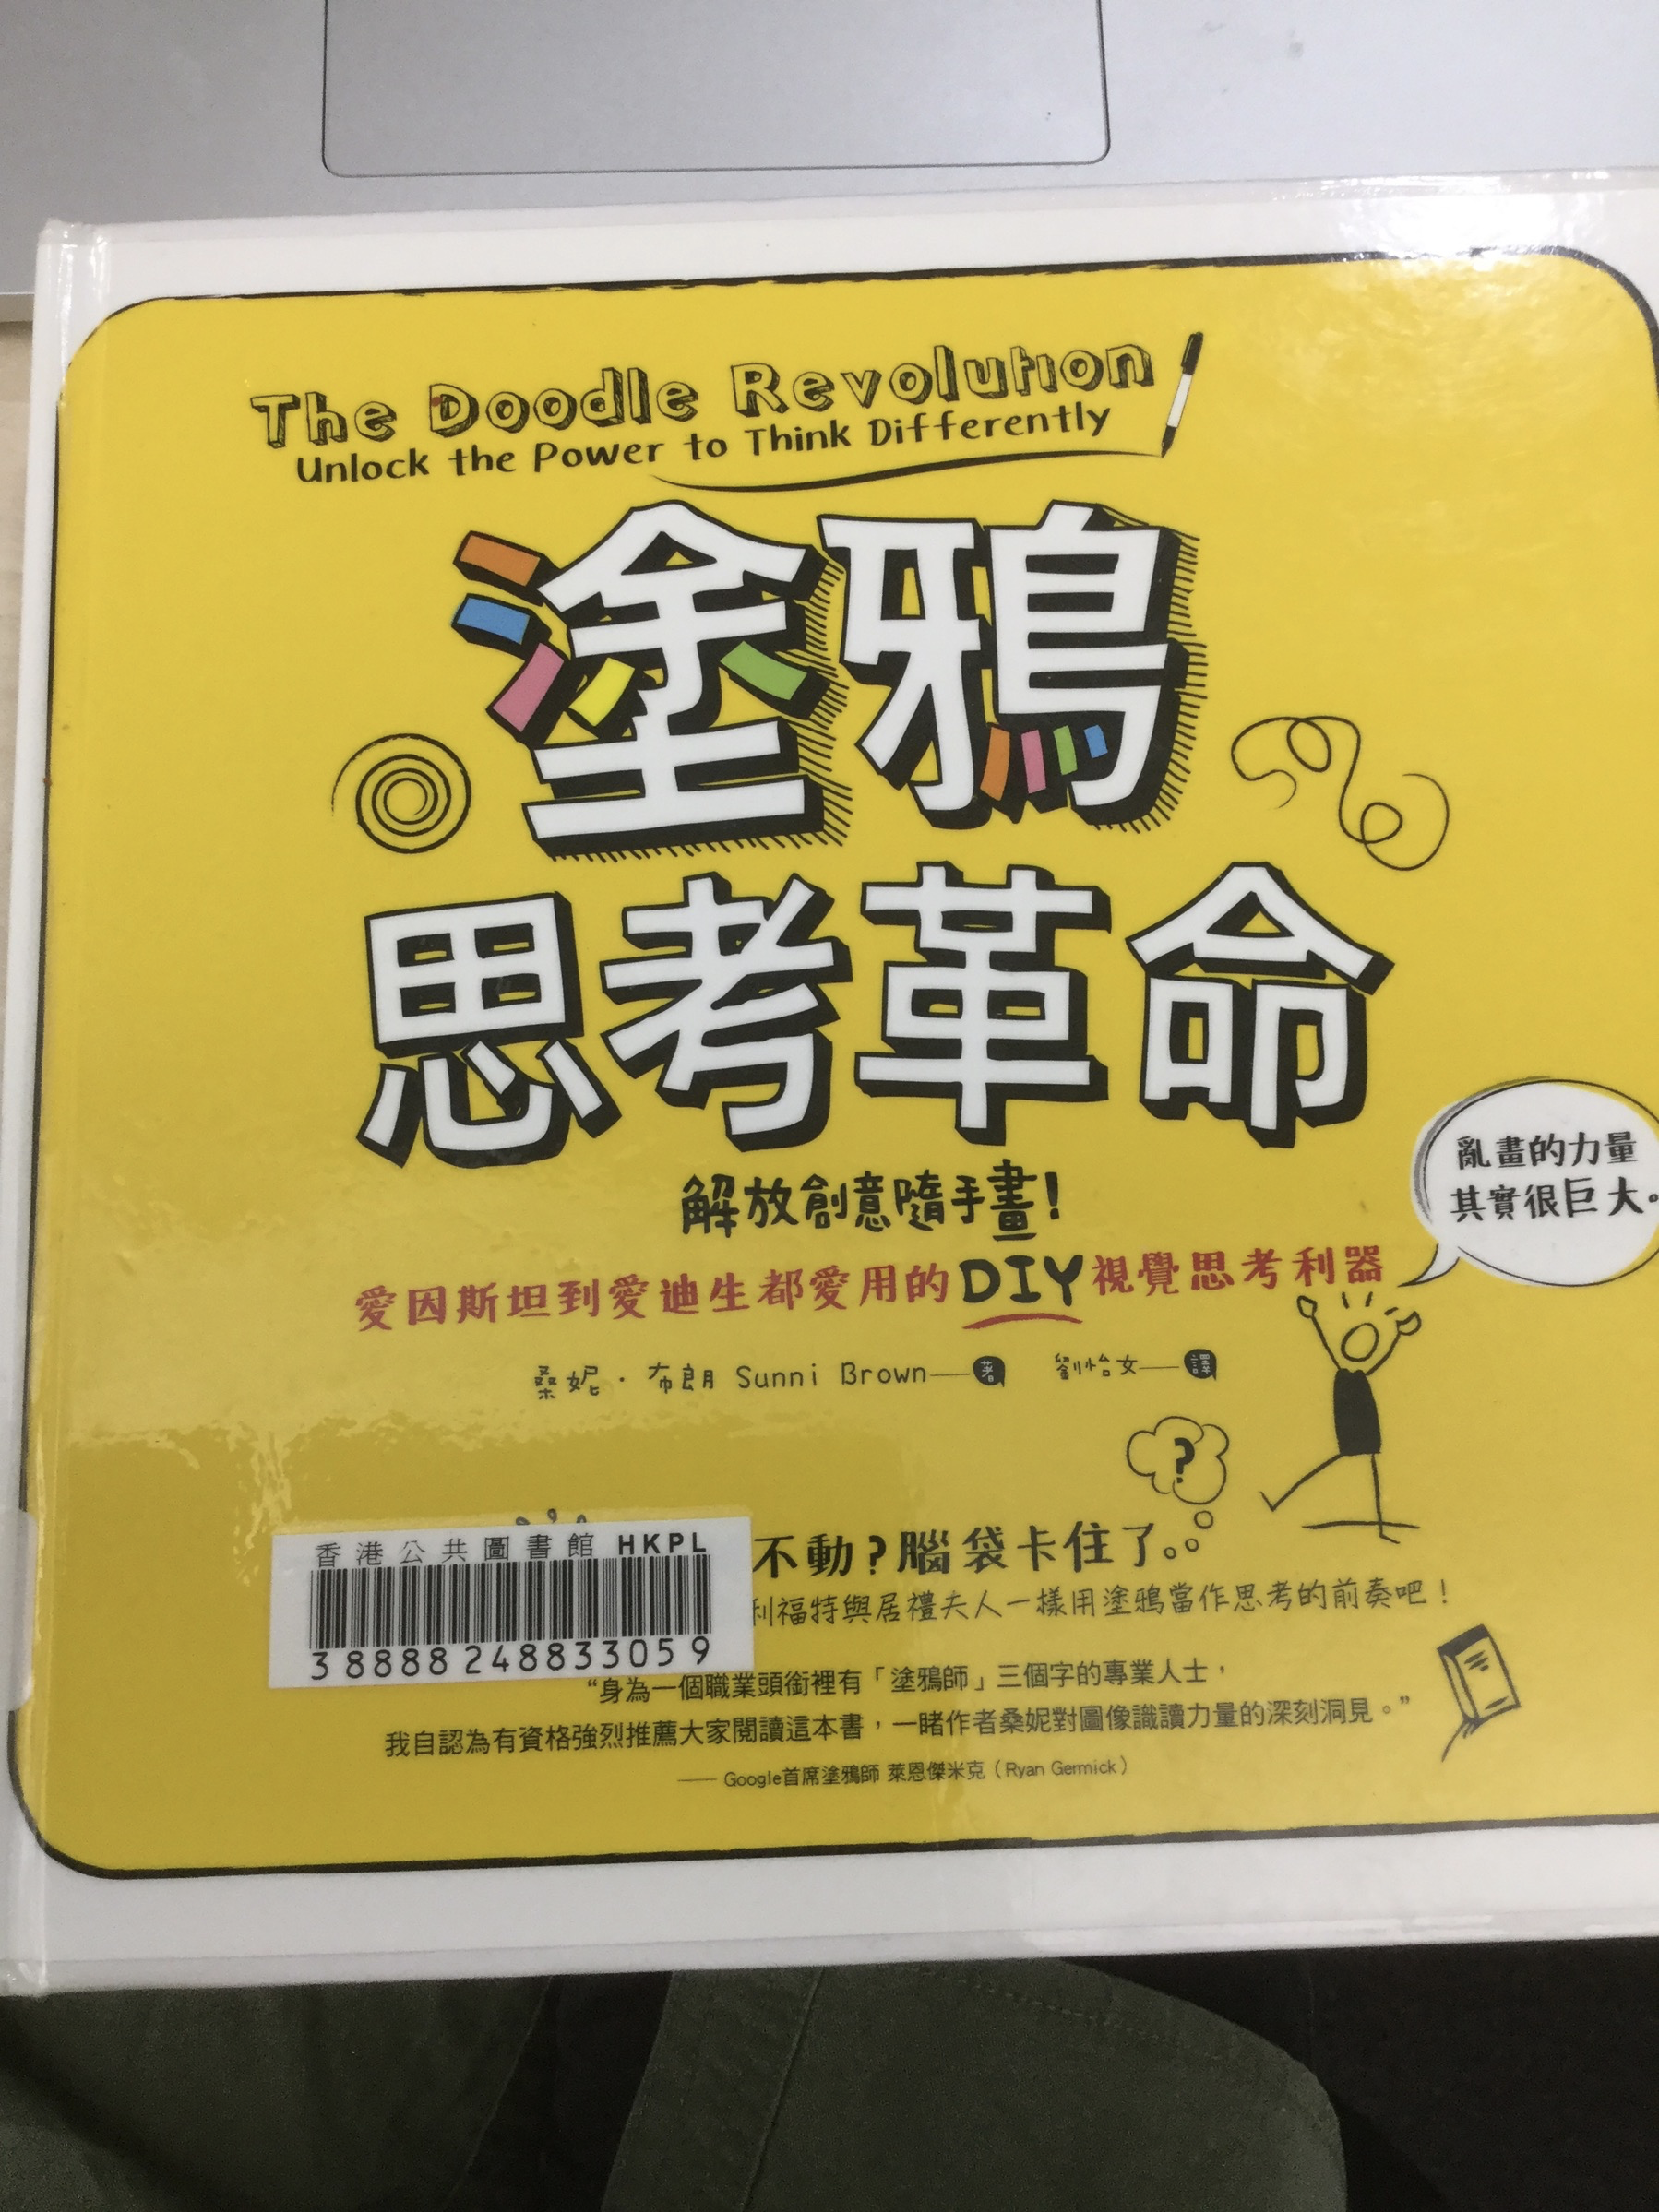 The Doodle Revolution
Unlock the Power to Think Differently
塗鴉
思考革命
亂畫的力量
其實很巨大。
解放創意隨手畫!
愛因斯坦到愛迪生都愛用的DIY視覺思考利器
桑妮·布朗 Sunni Brown——著 劉怡女——譯
?
不動?腦袋卡住了。
香港公共圖書館 HKPL
利福特與居禮夫人一樣用塗鴉當作思考的前奏吧!
3 8888 24883305 9
“身為一個職業頭銜裡有「塗鴉師」三個字的專業人士,
我自認為有資格強烈推薦大家閱讀這本書,一睹作者桑妮對圖像識讀力量的深刻洞見。”
—— Google首席塗鴉師 萊恩傑米克(Ryan Germick)